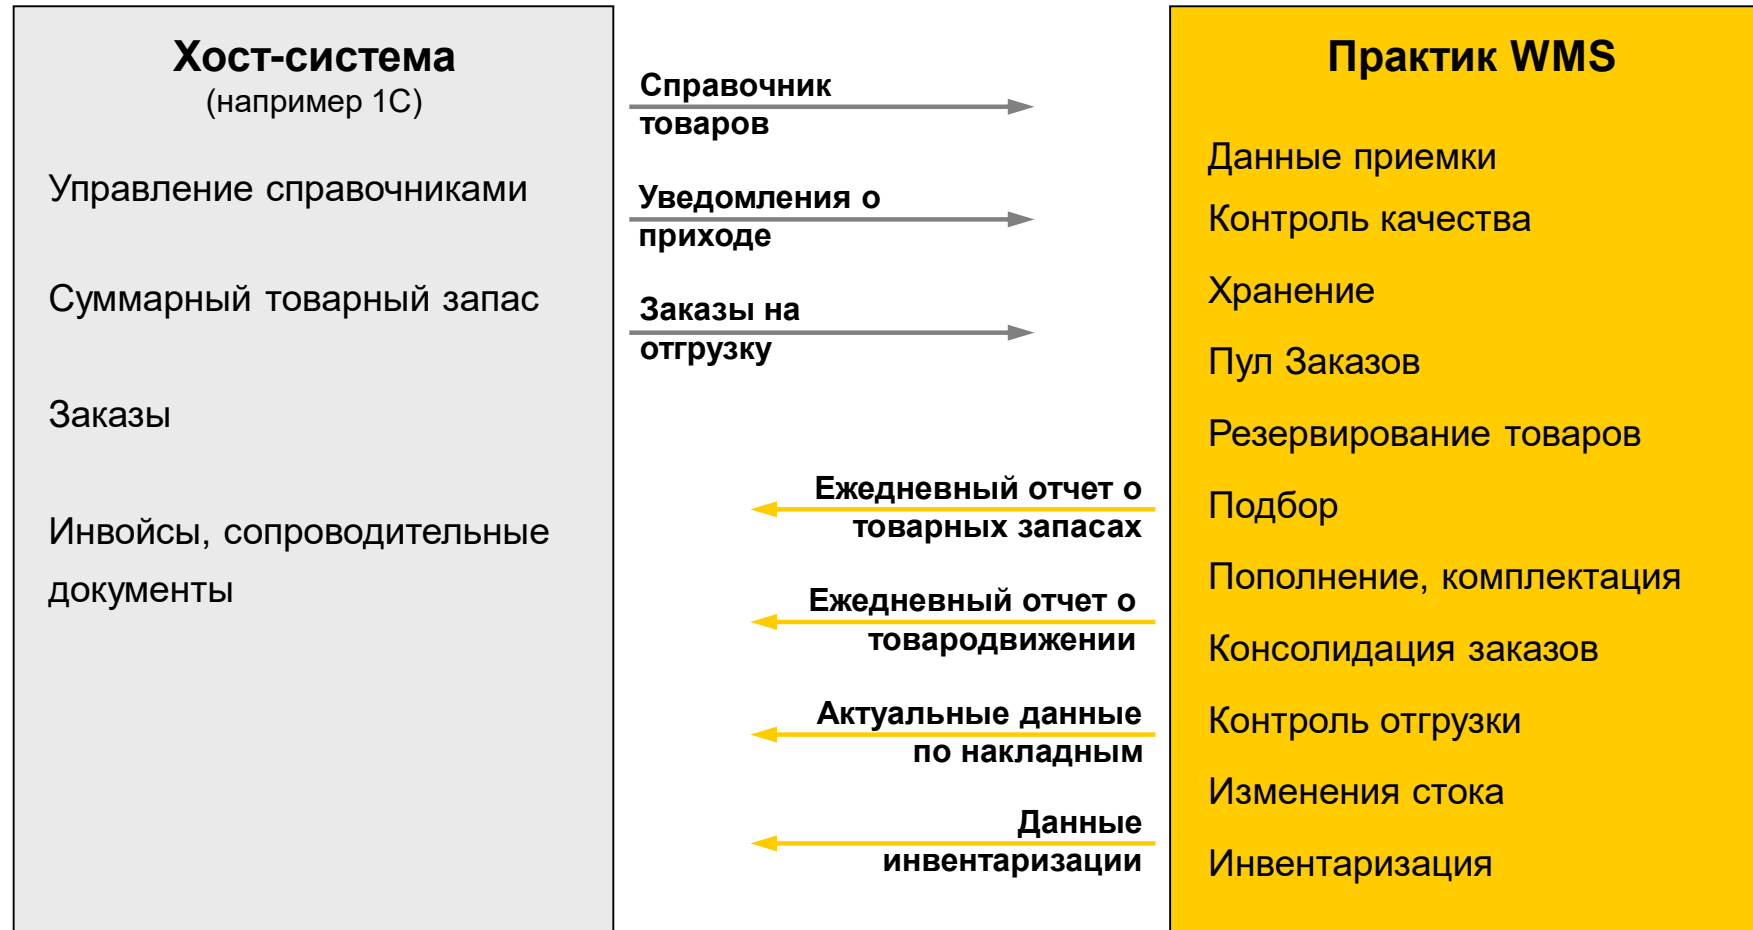 Хост-система
(например 1С)
Управление справочниками
Суммарный товарный запас
Заказы
Инвойсы, сопроводительные
документы
Справочник
товаров
Уведомления о
приходе
Заказы на
отгрузку
Ежедневный отчет о
товарных запасах
Ежедневный отчет о
товародвижении
Актуальные данные
по накладным
Данные
инвентаризации
Практик WMS
Данные приемки
Контроль качества
Хранение
Пул Заказов
Резервирование товаров
Подбор
Пополнение, комплектация
Консолидация заказов
Контроль отгрузки
Изменения стока
Инвентаризация